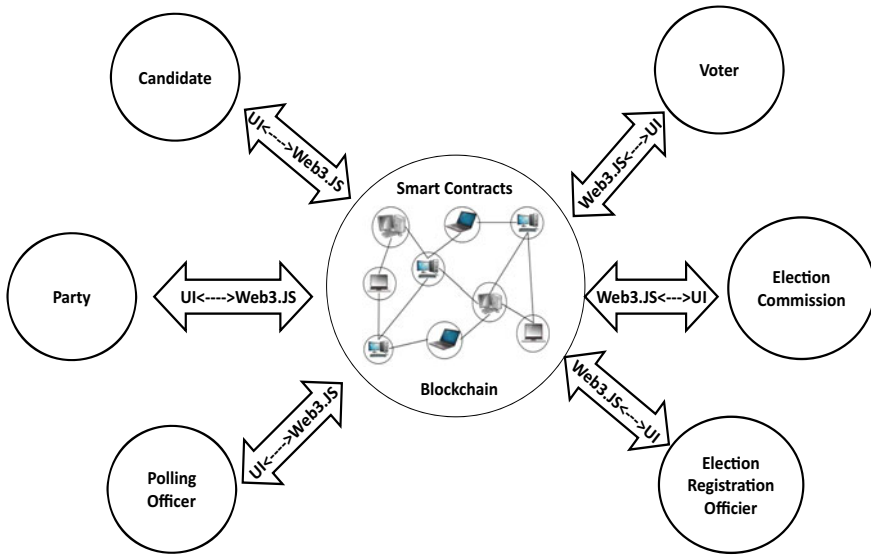 Candidate
Voter
UI<---->Web3.JS
Web3.JS<--->UI
Smart Contracts
Party
UI<---->Web3.JS
Web3.JS<--->UI
Election
Commission
Blockchain
UI<---->Web3.JS
Web3.JS<--->UI
Polling
Officer
Election
Registration
Officier